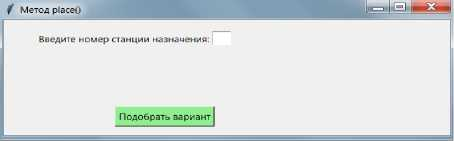 Метод place()
Введите номер станции назначения:
Подобрать вариант